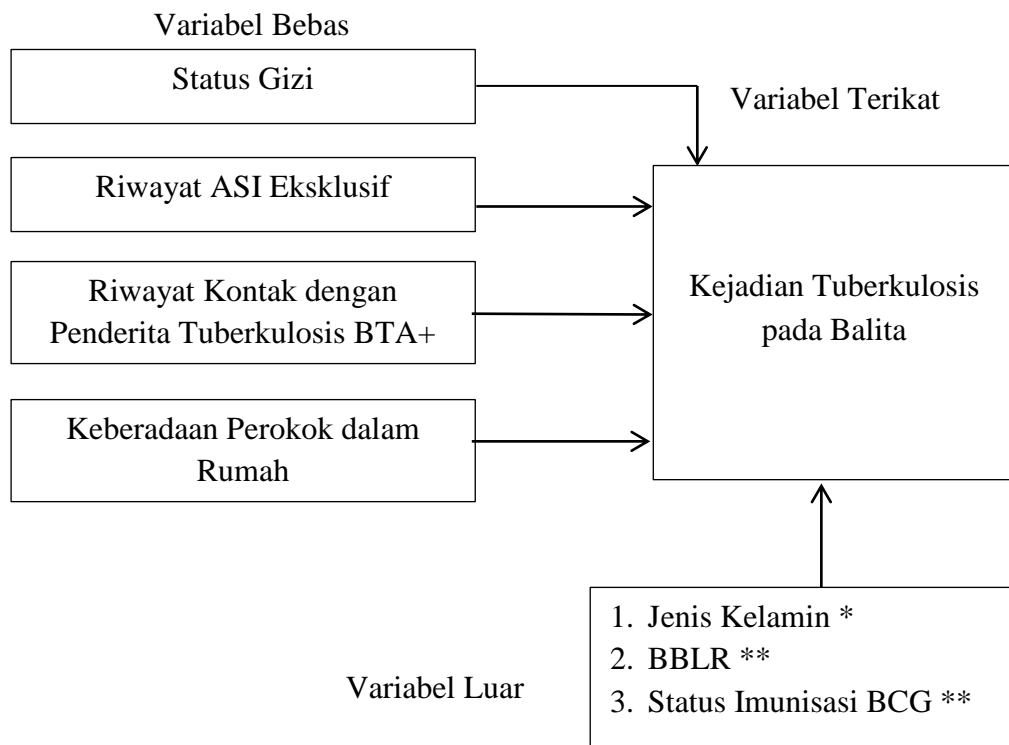 Variabel Bebas
Status Gizi
Variabel Terikat
Riwayat ASI Eksklusif
Riwayat Kontak dengan
Penderita Tuberkulosis BTA+
Kejadian Tuberkulosis
pada Balita
Keberadaan Perokok dalam
Rumah
1. Jenis Kelamin *
2. BBLR **
3. Status Imunisasi BCG **
Variabel Luar